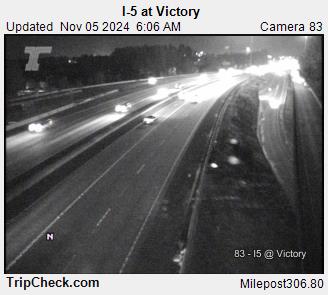 I-5 at Victory
Updated Nov 05 2024 6:06 AM Camera 83
T
N
83 - I5 @ Victory
TripCheck.com Milepost306.80